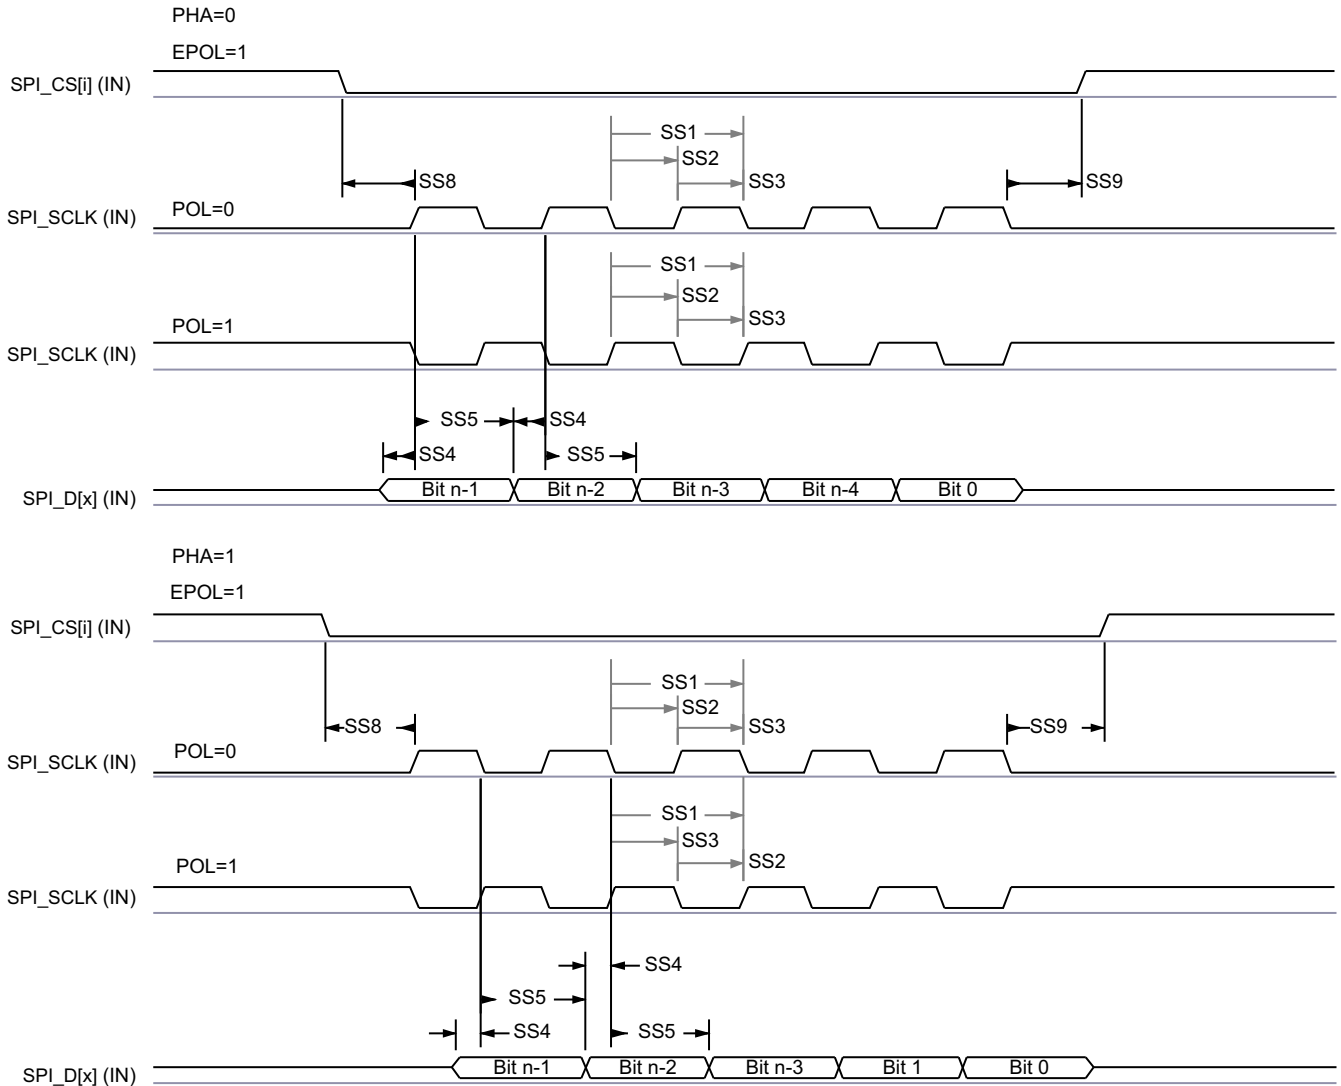 PHA=0
EPOL=1
SPI_CS[i] (IN)
SS1
SS2
SS8 SS3 SS9
POL=0
SPI_SCLK (IN)
SS1
SS2
SS3
POL=1
SPI_SCLK (IN)
SS5 SS4
SS4 SS5
SPI_D[x] (IN) Bit n-1 Bit n-2 Bit n-3 Bit n-4 Bit 0
PHA=1
EPOL=1
SPI_CS[i] (IN)
SS1
SS2
SS8 SS3 SS9
POL=0
SPI_SCLK (IN)
SS1
SS3
SS2
POL=1
SPI_SCLK (IN)
SS4
SS5
SS4 SS5
SPI_D[x] (IN) Bit n-1 Bit n-2 Bit n-3 Bit 1 Bit 0